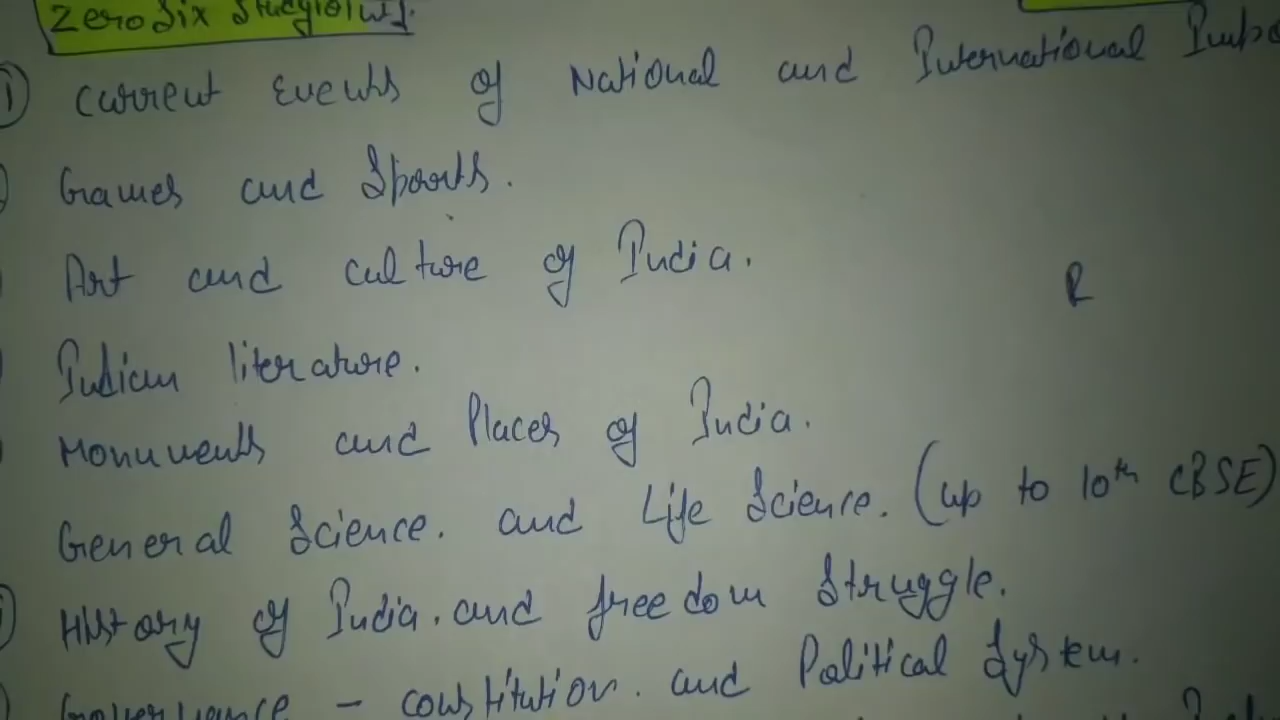 Zero Six Study
① Current Events of National and International
Games and Sports.
Art and culture of India.
R
Indian literature.
Monuments and Places of India.
General Science. and Life Science. (up to 10th CBSE)
History of India. and freedom Struggle.
Governance - constitution. and Political System.